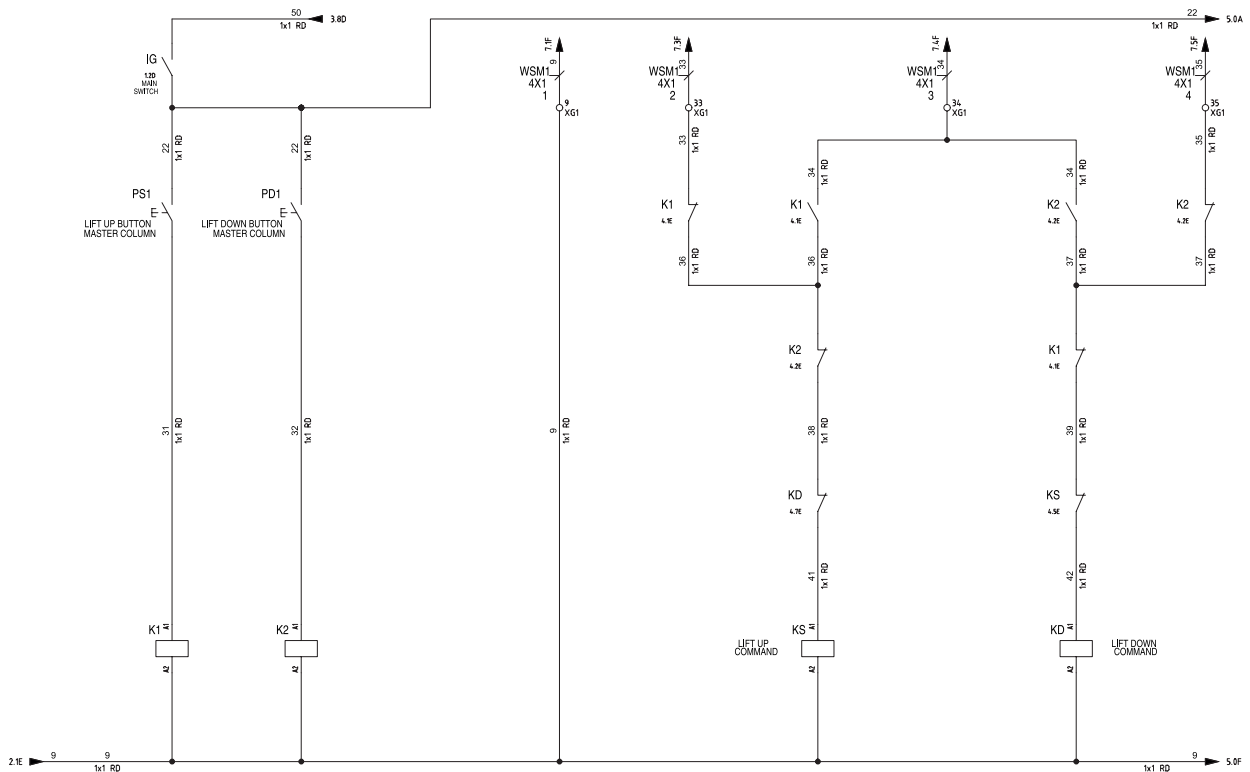 50
1x1 RD
3.8D
22
1x1 RD
5.0A
IG
1.2D
MAIN
SWITCH
7.1F
9
WSM1
4X1
1
9
XG1
7.3F
33
WSM1
4X1
2
33
XG1
7.4F
34
WSM1
4X1
3
34
XG1
7.5F
35
WSM1
4X1
4
35
XG1
22
1x1 RD
22
1x1 RD
33
1x1 RD
34
1x1 RD
34
1x1 RD
35
1x1 RD
PS1
LIFT UP BUTTON
MASTER COLUMN
PD1
LIFT DOWN BUTTON
MASTER COLUMN
K1
4.1E
K1
4.1E
K2
4.2E
K2
4.2E
36
1x1 RD
36
1x1 RD
37
1x1 RD
37
1x1 RD
K2
4.2E
K1
4.1E
31
1x1 RD
32
1x1 RD
9
1x1 RD
38
1x1 RD
39
1x1 RD
KD
4.7E
KS
4.5E
41
1x1 RD
42
1x1 RD
K1
A1
A2
K2
A1
A2
LIFT UP
COMMAND
KS
A1
A2
KD
A1
A2
LIFT DOWN
COMMAND
2.1E
9
9
1x1 RD
9
1x1 RD
5.0F